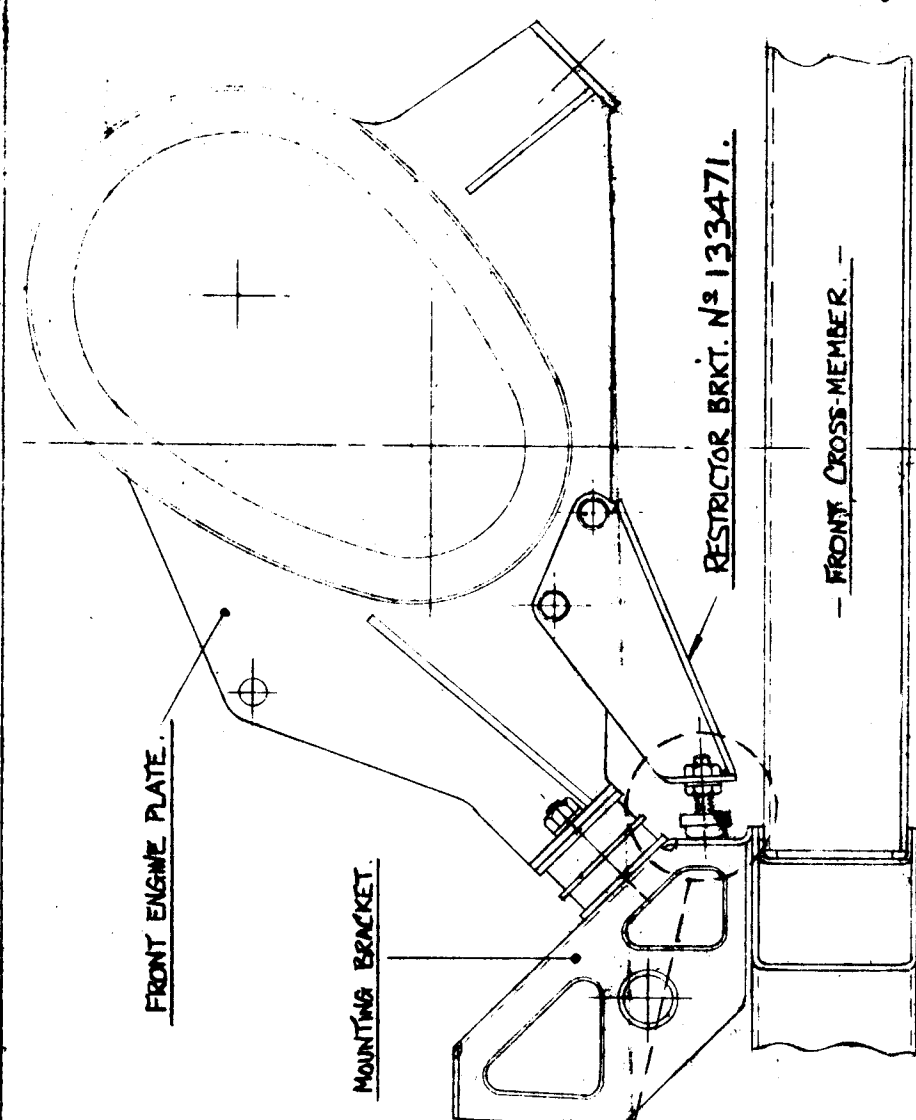 FRONT ENGINE PLATE.
MOUNTING BRACKET.
RESTRICTOR BRKT. Nº 133471.
- FRONT CROSS-MEMBER. -